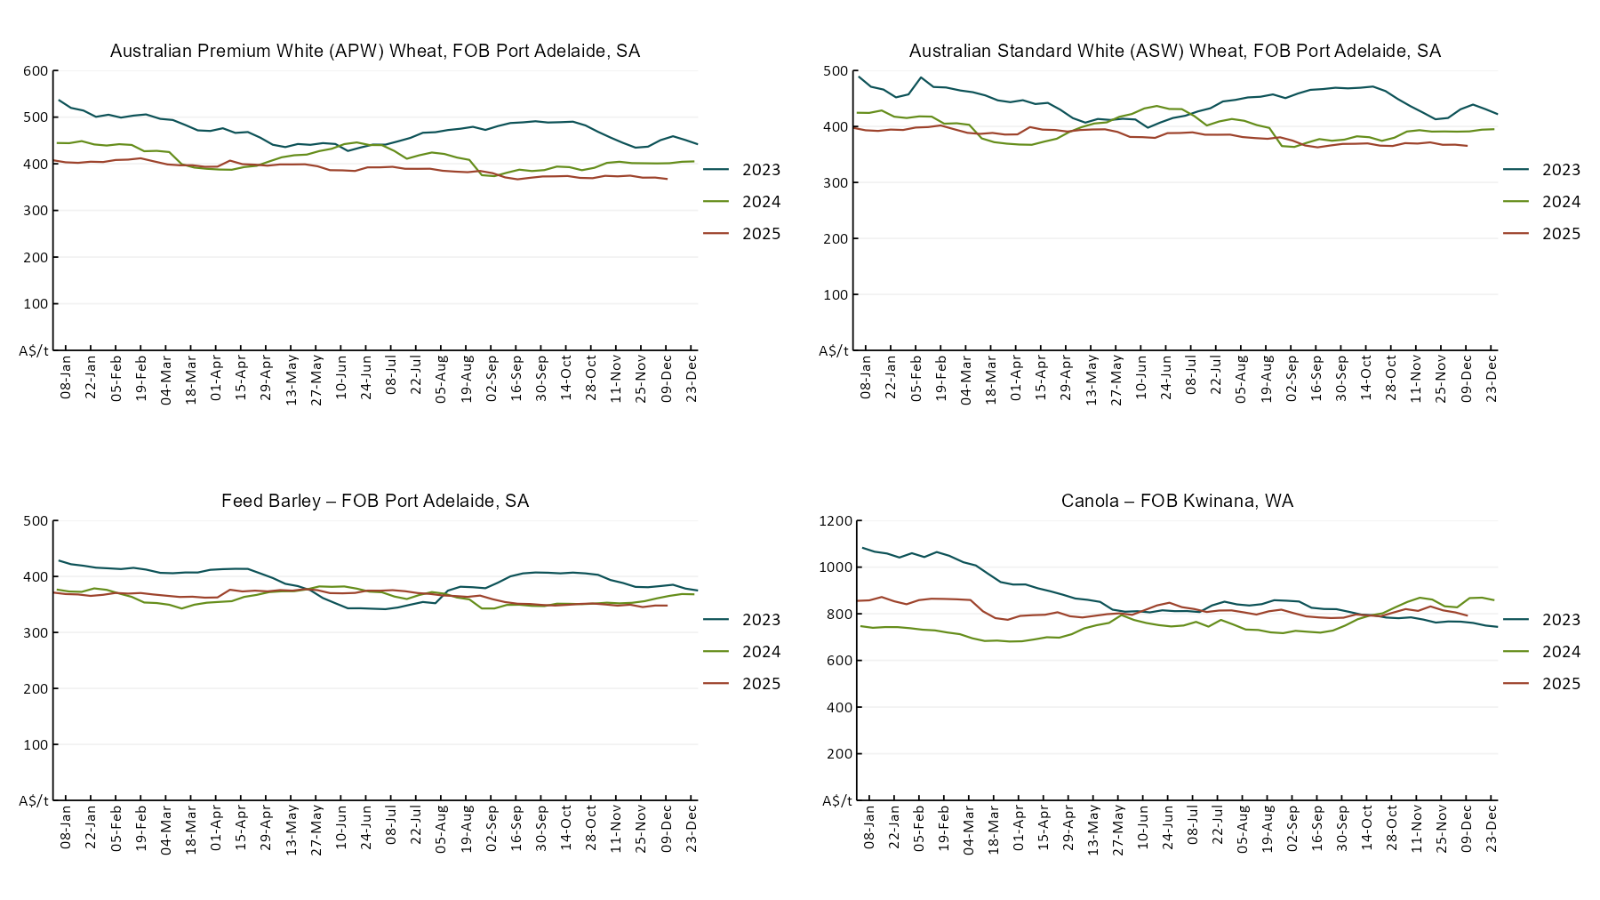 Australian Premium White (APW) Wheat, FOB Port Adelaide, SA
600
500
400
300
200
100
A$/t
08-Jan
22-Jan
05-Feb
19-Feb
04-Mar
18-Mar
01-Apr
15-Apr
29-Apr
13-May
27-May
10-Jun
24-Jun
08-Jul
22-Jul
05-Aug
19-Aug
02-Sep
16-Sep
30-Sep
14-Oct
28-Oct
11-Nov
25-Nov
09-Dec
23-Dec
2023
2024
2025
Australian Standard White (ASW) Wheat, FOB Port Adelaide, SA
500
400
300
200
100
A$/t
08-Jan
22-Jan
05-Feb
19-Feb
04-Mar
18-Mar
01-Apr
15-Apr
29-Apr
13-May
27-May
10-Jun
24-Jun
08-Jul
22-Jul
05-Aug
19-Aug
02-Sep
16-Sep
30-Sep
14-Oct
28-Oct
11-Nov
25-Nov
09-Dec
23-Dec
2023
2024
2025
Feed Barley – FOB Port Adelaide, SA
500
400
300
200
100
A$/t
08-Jan
22-Jan
05-Feb
19-Feb
04-Mar
18-Mar
01-Apr
15-Apr
29-Apr
13-May
27-May
10-Jun
24-Jun
08-Jul
22-Jul
05-Aug
19-Aug
02-Sep
16-Sep
30-Sep
14-Oct
28-Oct
11-Nov
25-Nov
09-Dec
23-Dec
2023
2024
2025
Canola – FOB Kwinana, WA
1200
1000
800
600
400
200
A$/t
08-Jan
22-Jan
05-Feb
19-Feb
04-Mar
18-Mar
01-Apr
15-Apr
29-Apr
13-May
27-May
10-Jun
24-Jun
08-Jul
22-Jul
05-Aug
19-Aug
02-Sep
16-Sep
30-Sep
14-Oct
28-Oct
11-Nov
25-Nov
09-Dec
23-Dec
2023
2024
2025